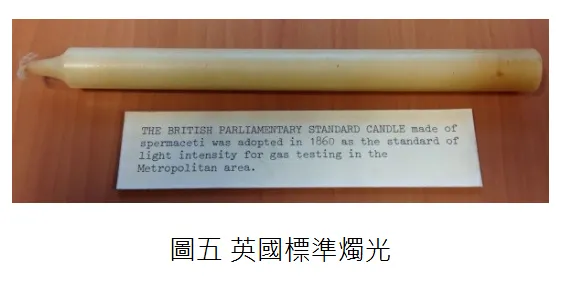 THE BRITISH PARLIAMENTARY STANDARD CANDLE made of
spermaceti was adopted in 1860 as the standard of
light intensity for gas testing in the
Metropolitan area.
圖五 英國標準燭光